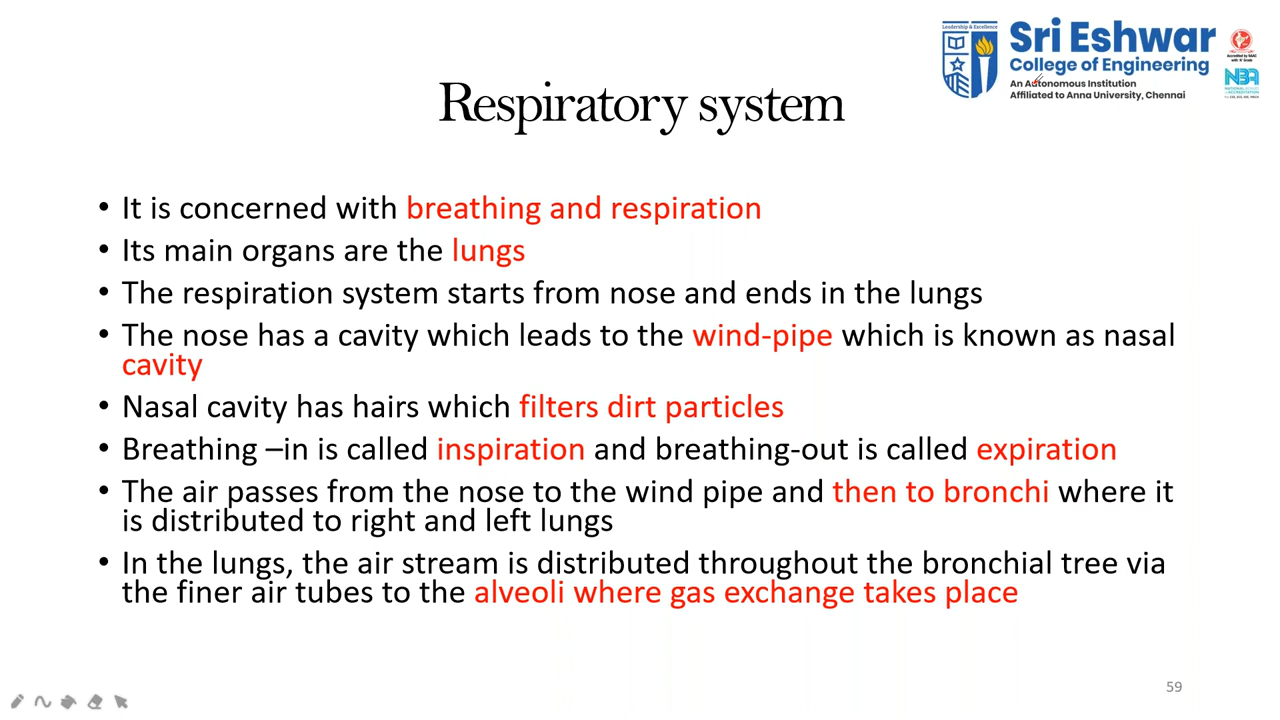 Leadership & Excellence
Sri Eshwar
College of Engineering
An Autonomous Institution
Affiliated to Anna University, Chennai
NBA
Respiratory system
• It is concerned with breathing and respiration
• Its main organs are the lungs
• The respiration system starts from nose and ends in the lungs
• The nose has a cavity which leads to the wind-pipe which is known as nasal
cavity
• Nasal cavity has hairs which filters dirt particles
• Breathing –in is called inspiration and breathing-out is called expiration
• The air passes from the nose to the wind pipe and then to bronchi where it
is distributed to right and left lungs
• In the lungs, the air stream is distributed throughout the bronchial tree via
the finer air tubes to the alveoli where gas exchange takes place
59